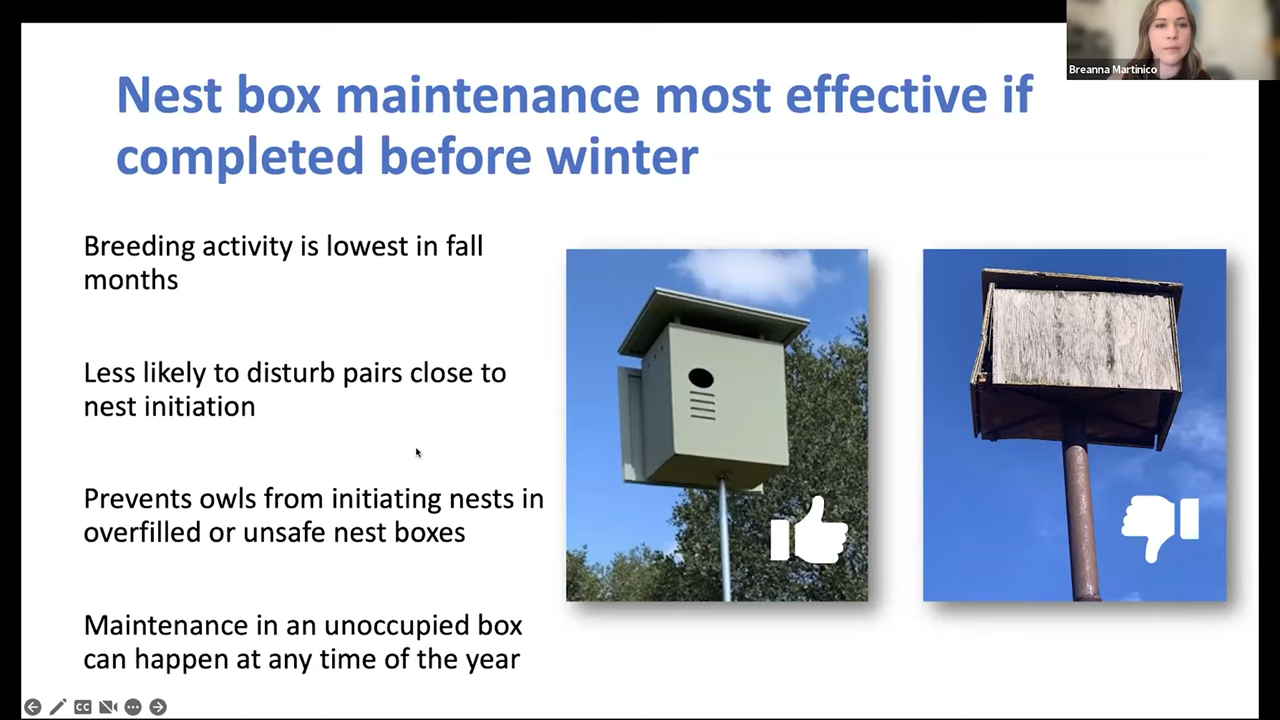 Breanna Martinico
Nest box maintenance most effective if
completed before winter
Breeding activity is lowest in fall
months
Less likely to disturb pairs close to
nest initiation
Prevents owls from initiating nests in
overfilled or unsafe nest boxes
Maintenance in an unoccupied box
can happen at any time of the year
CC